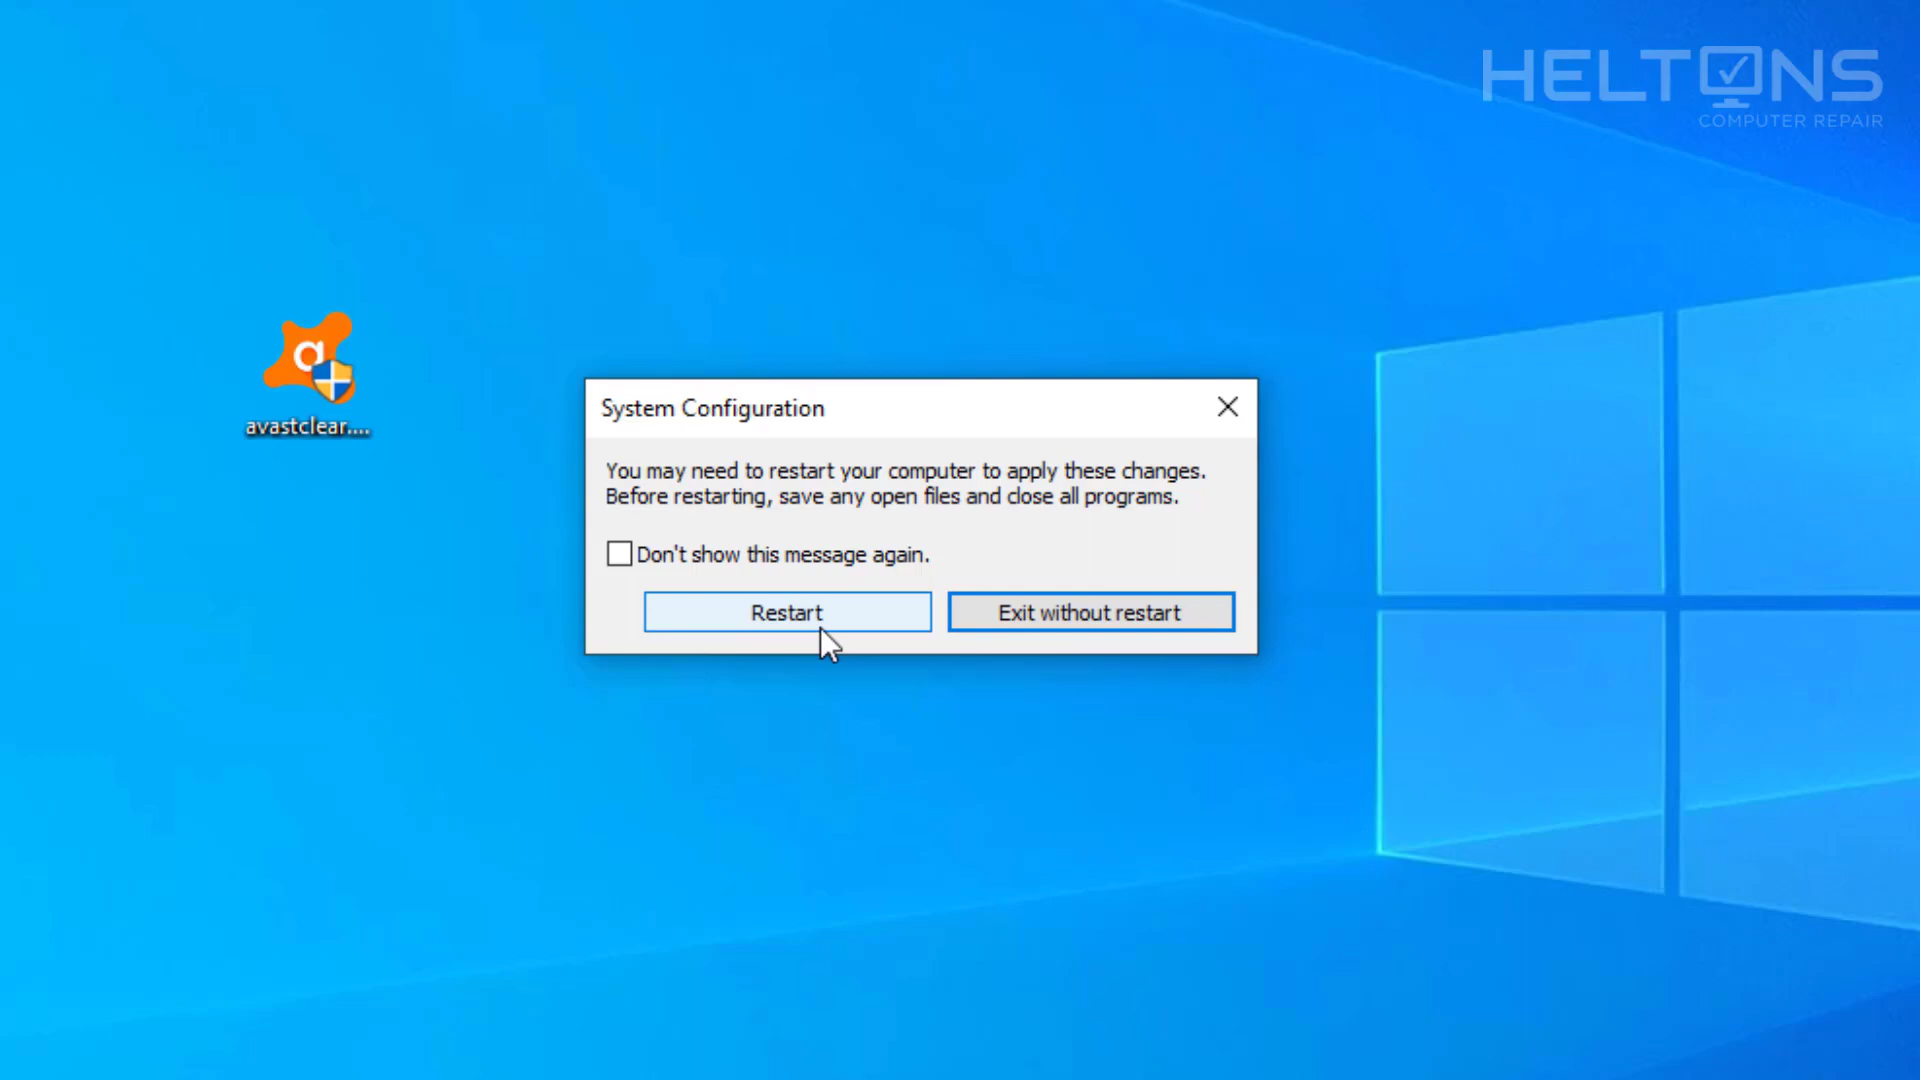 HELTONS
COMPUTER REPAIR
avastclear....
System Configuration
You may need to restart your computer to apply these changes.
Before restarting, save any open files and close all programs.
Don't show this message again.
Restart
Exit without restart